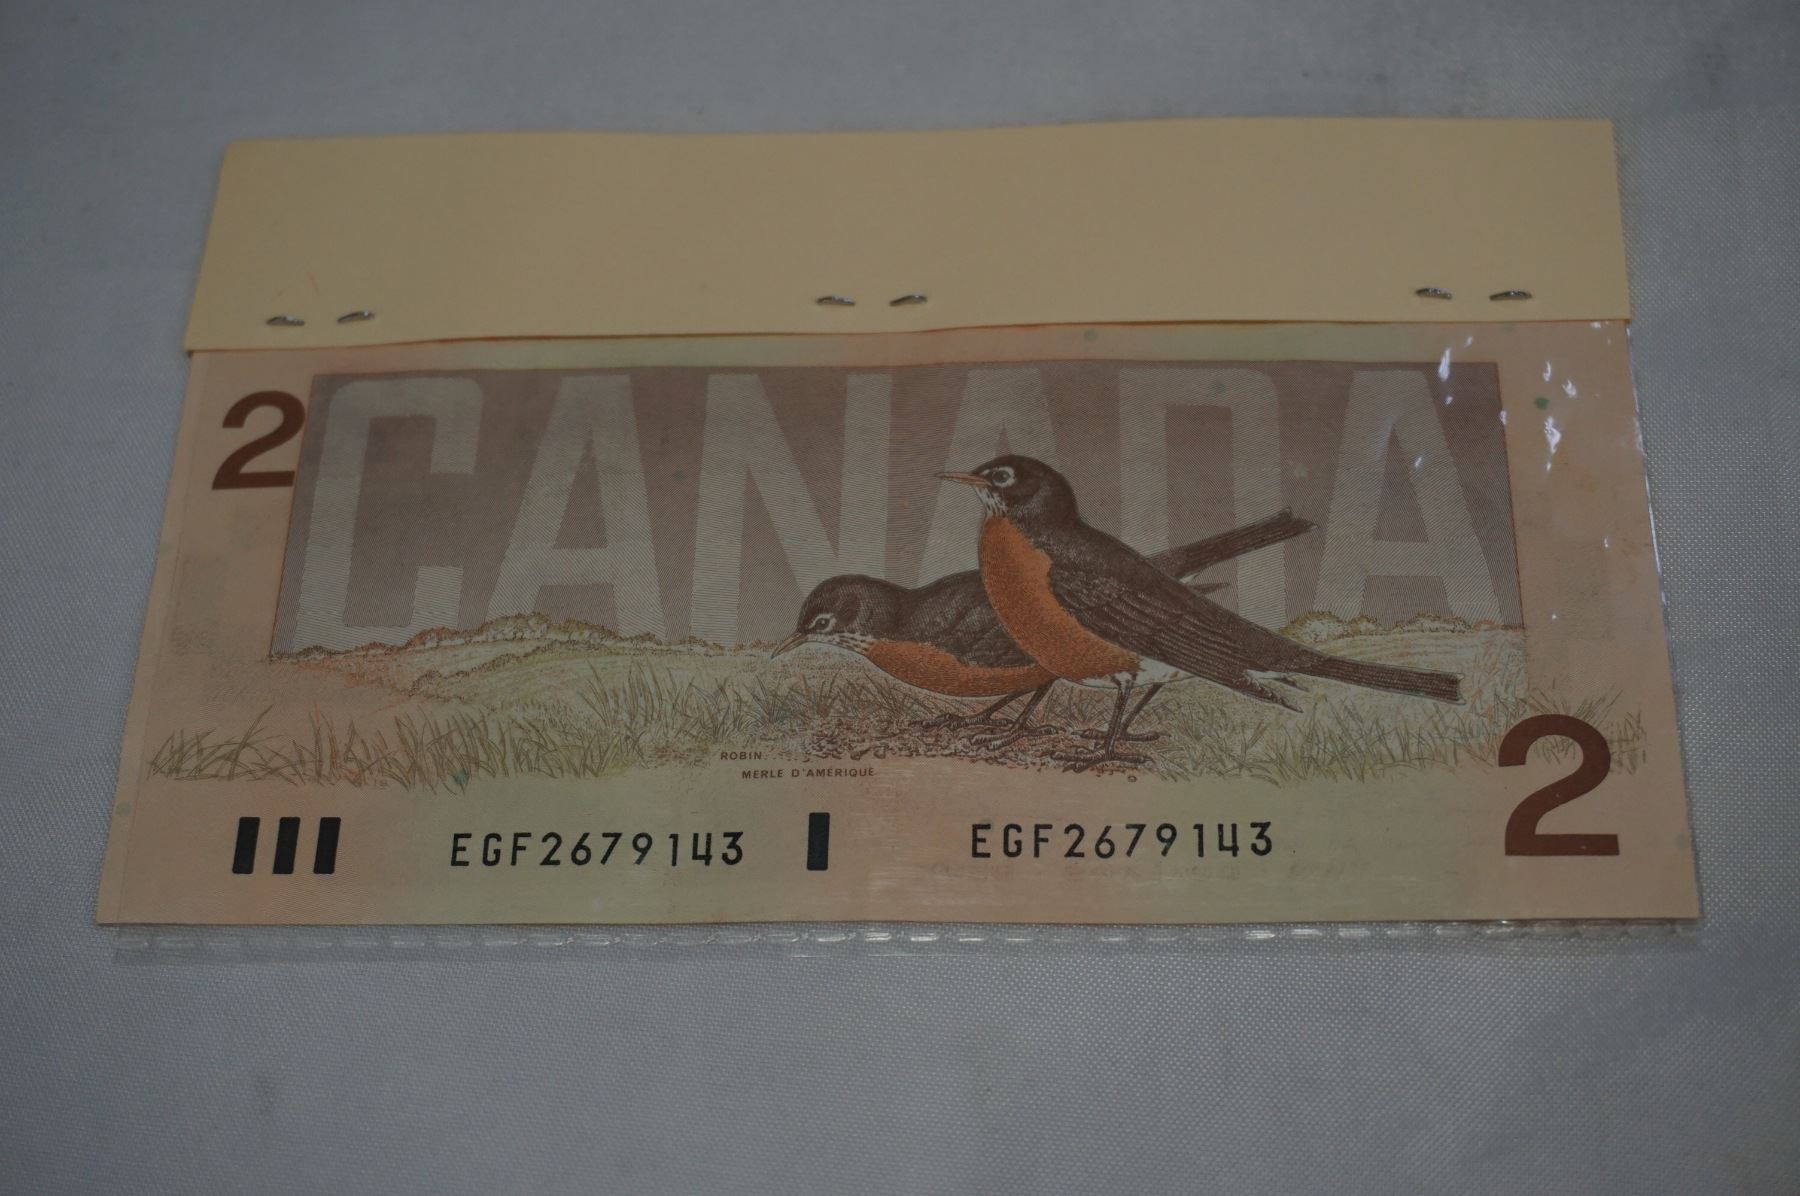 2
CANADA
ROBIN
MERLE D'AMÉRIQUE
2
EGF2679143
EGF2679143